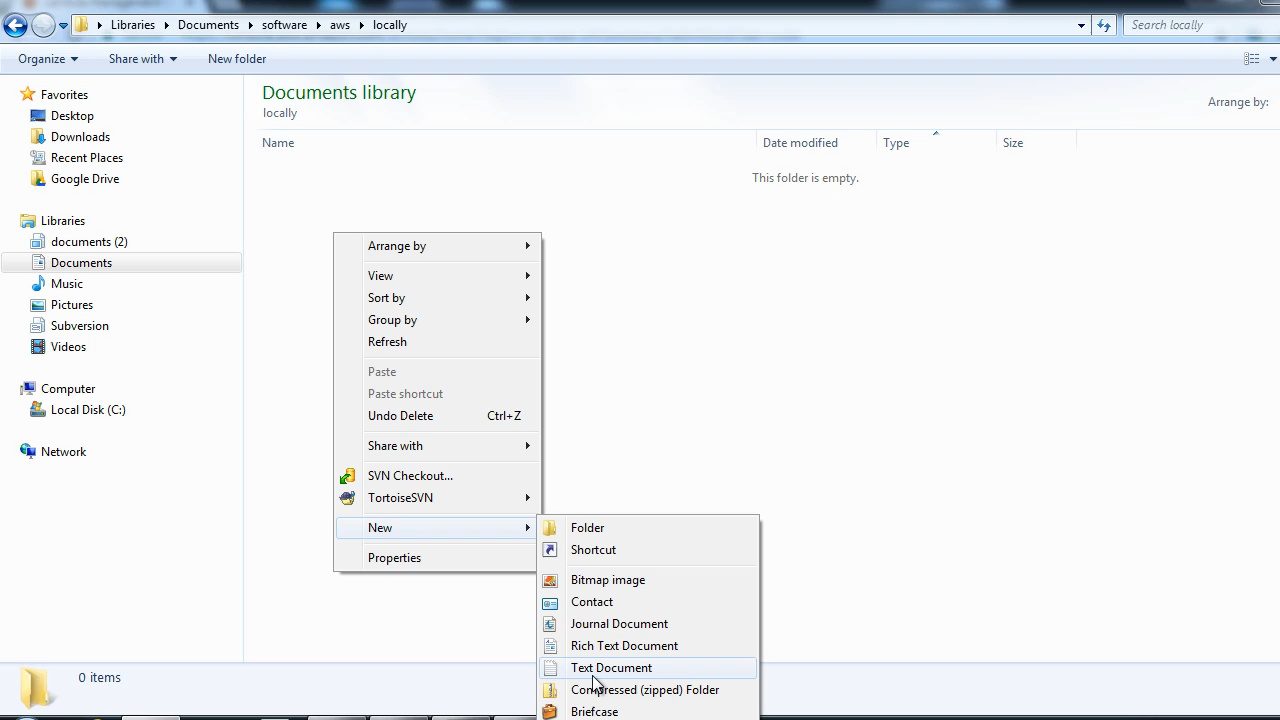 Libraries Documents software aws locally Search locally
Organize Share with New folder
Favorites
Desktop
Downloads
Recent Places
Google Drive
Libraries
documents (2)
Documents
Music
Pictures
Subversion
Videos
Computer
Local Disk (C:)
Network
Documents library
locally
Arrange by:
Name Date modified Type Size
This folder is empty.
Arrange by
View
Sort by
Group by
Refresh
Paste
Paste shortcut
Undo Delete Ctrl+Z
Share with
SVN Checkout...
TortoiseSVN
New
Properties
Folder
Shortcut
Bitmap image
Contact
Journal Document
Rich Text Document
Text Document
Compressed (zipped) Folder
Briefcase
0 items